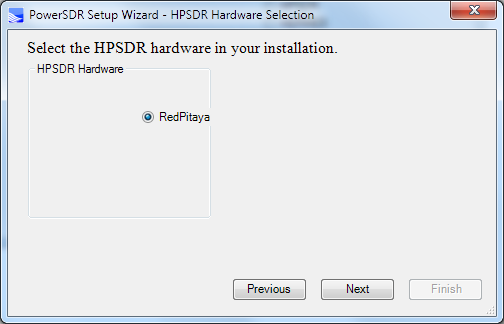 PowerSDR Setup Wizard - HPSDR Hardware Selection
Select the HPSDR hardware in your installation.
HPSDR Hardware
RedPitaya
Previous
Next
Finish